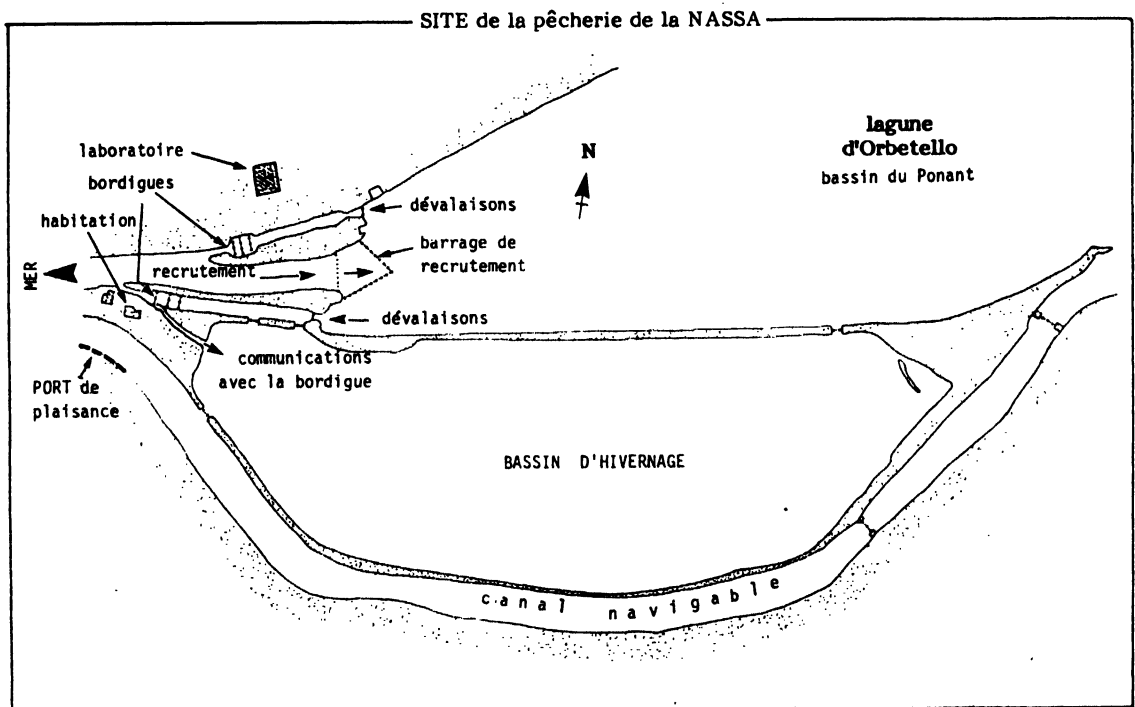 SITE de la pêcherie de la NASSA
lagune
d'Orbetello
bassin du Ponant
N
laboratoire
bordigues
habitation
dévalaisons
barrage de
recrutement
recrutement
MER
dévalaisons
communications
avec la bordigue
PORT de
plaisance
BASSIN D'HIVERNAGE
canal navigable